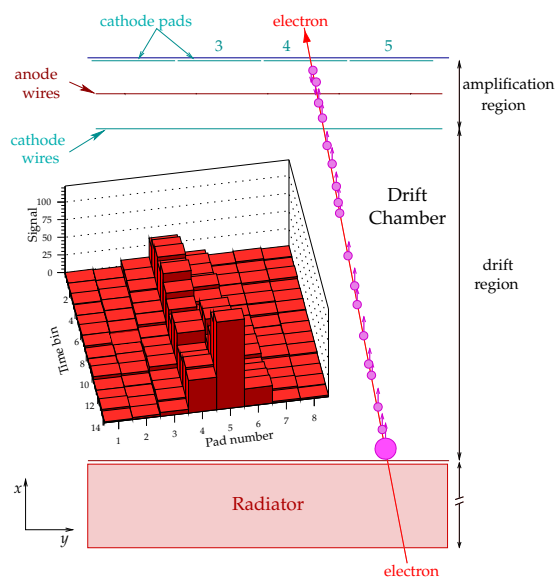 electron
cathode pads
3 4 5
anode
wires
amplification
region
cathode
wires
Drift
Chamber
drift
region
Signal
100
75
50
25
0
Time bin
2
4
6
8
10
12
14
1 2 3 4 5 6 7 8
Pad number
Radiator
x
y
electron